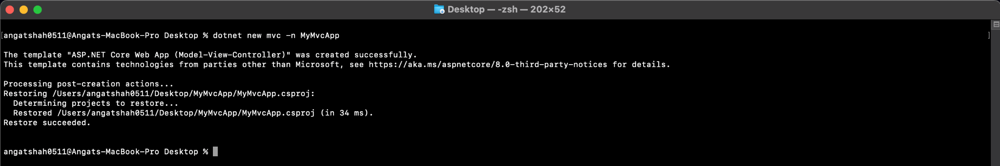 Desktop — -zsh — 202×52
[angatshah0511@Angats-MacBook-Pro Desktop % dotnet new mvc -n MyMvcApp ]
The template "ASP.NET Core Web App (Model-View-Controller)" was created successfully.
This template contains technologies from parties other than Microsoft, see https://aka.ms/aspnetcore/8.0-third-party-notices for details.
Processing post-creation actions...
Restoring /Users/angatshah0511/Desktop/MyMvcApp/MyMvcApp.csproj:
Determining projects to restore...
Restored /Users/angatshah0511/Desktop/MyMvcApp/MyMvcApp.csproj (in 34 ms).
Restore succeeded.
angatshah0511@Angats-MacBook-Pro Desktop %